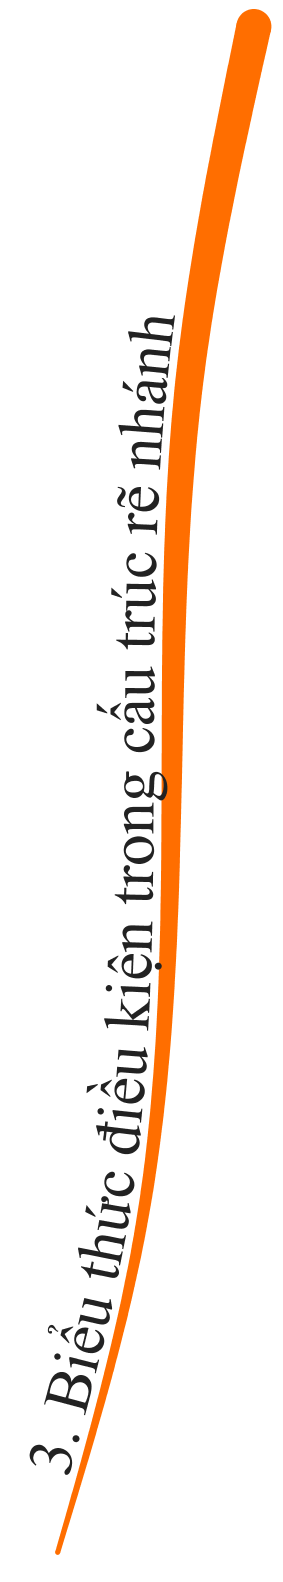 3. Biểu thức điều kiện trong cấu trúc rẽ nhánh